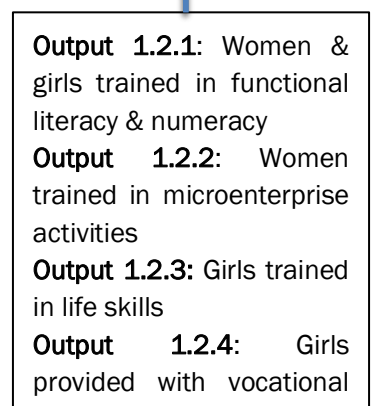 Output 1.2.1: Women &
girls trained in functional
literacy & numeracy
Output 1.2.2: Women
trained in microenterprise
activities
Output 1.2.3: Girls trained
in life skills
Output 1.2.4: Girls
provided with vocational